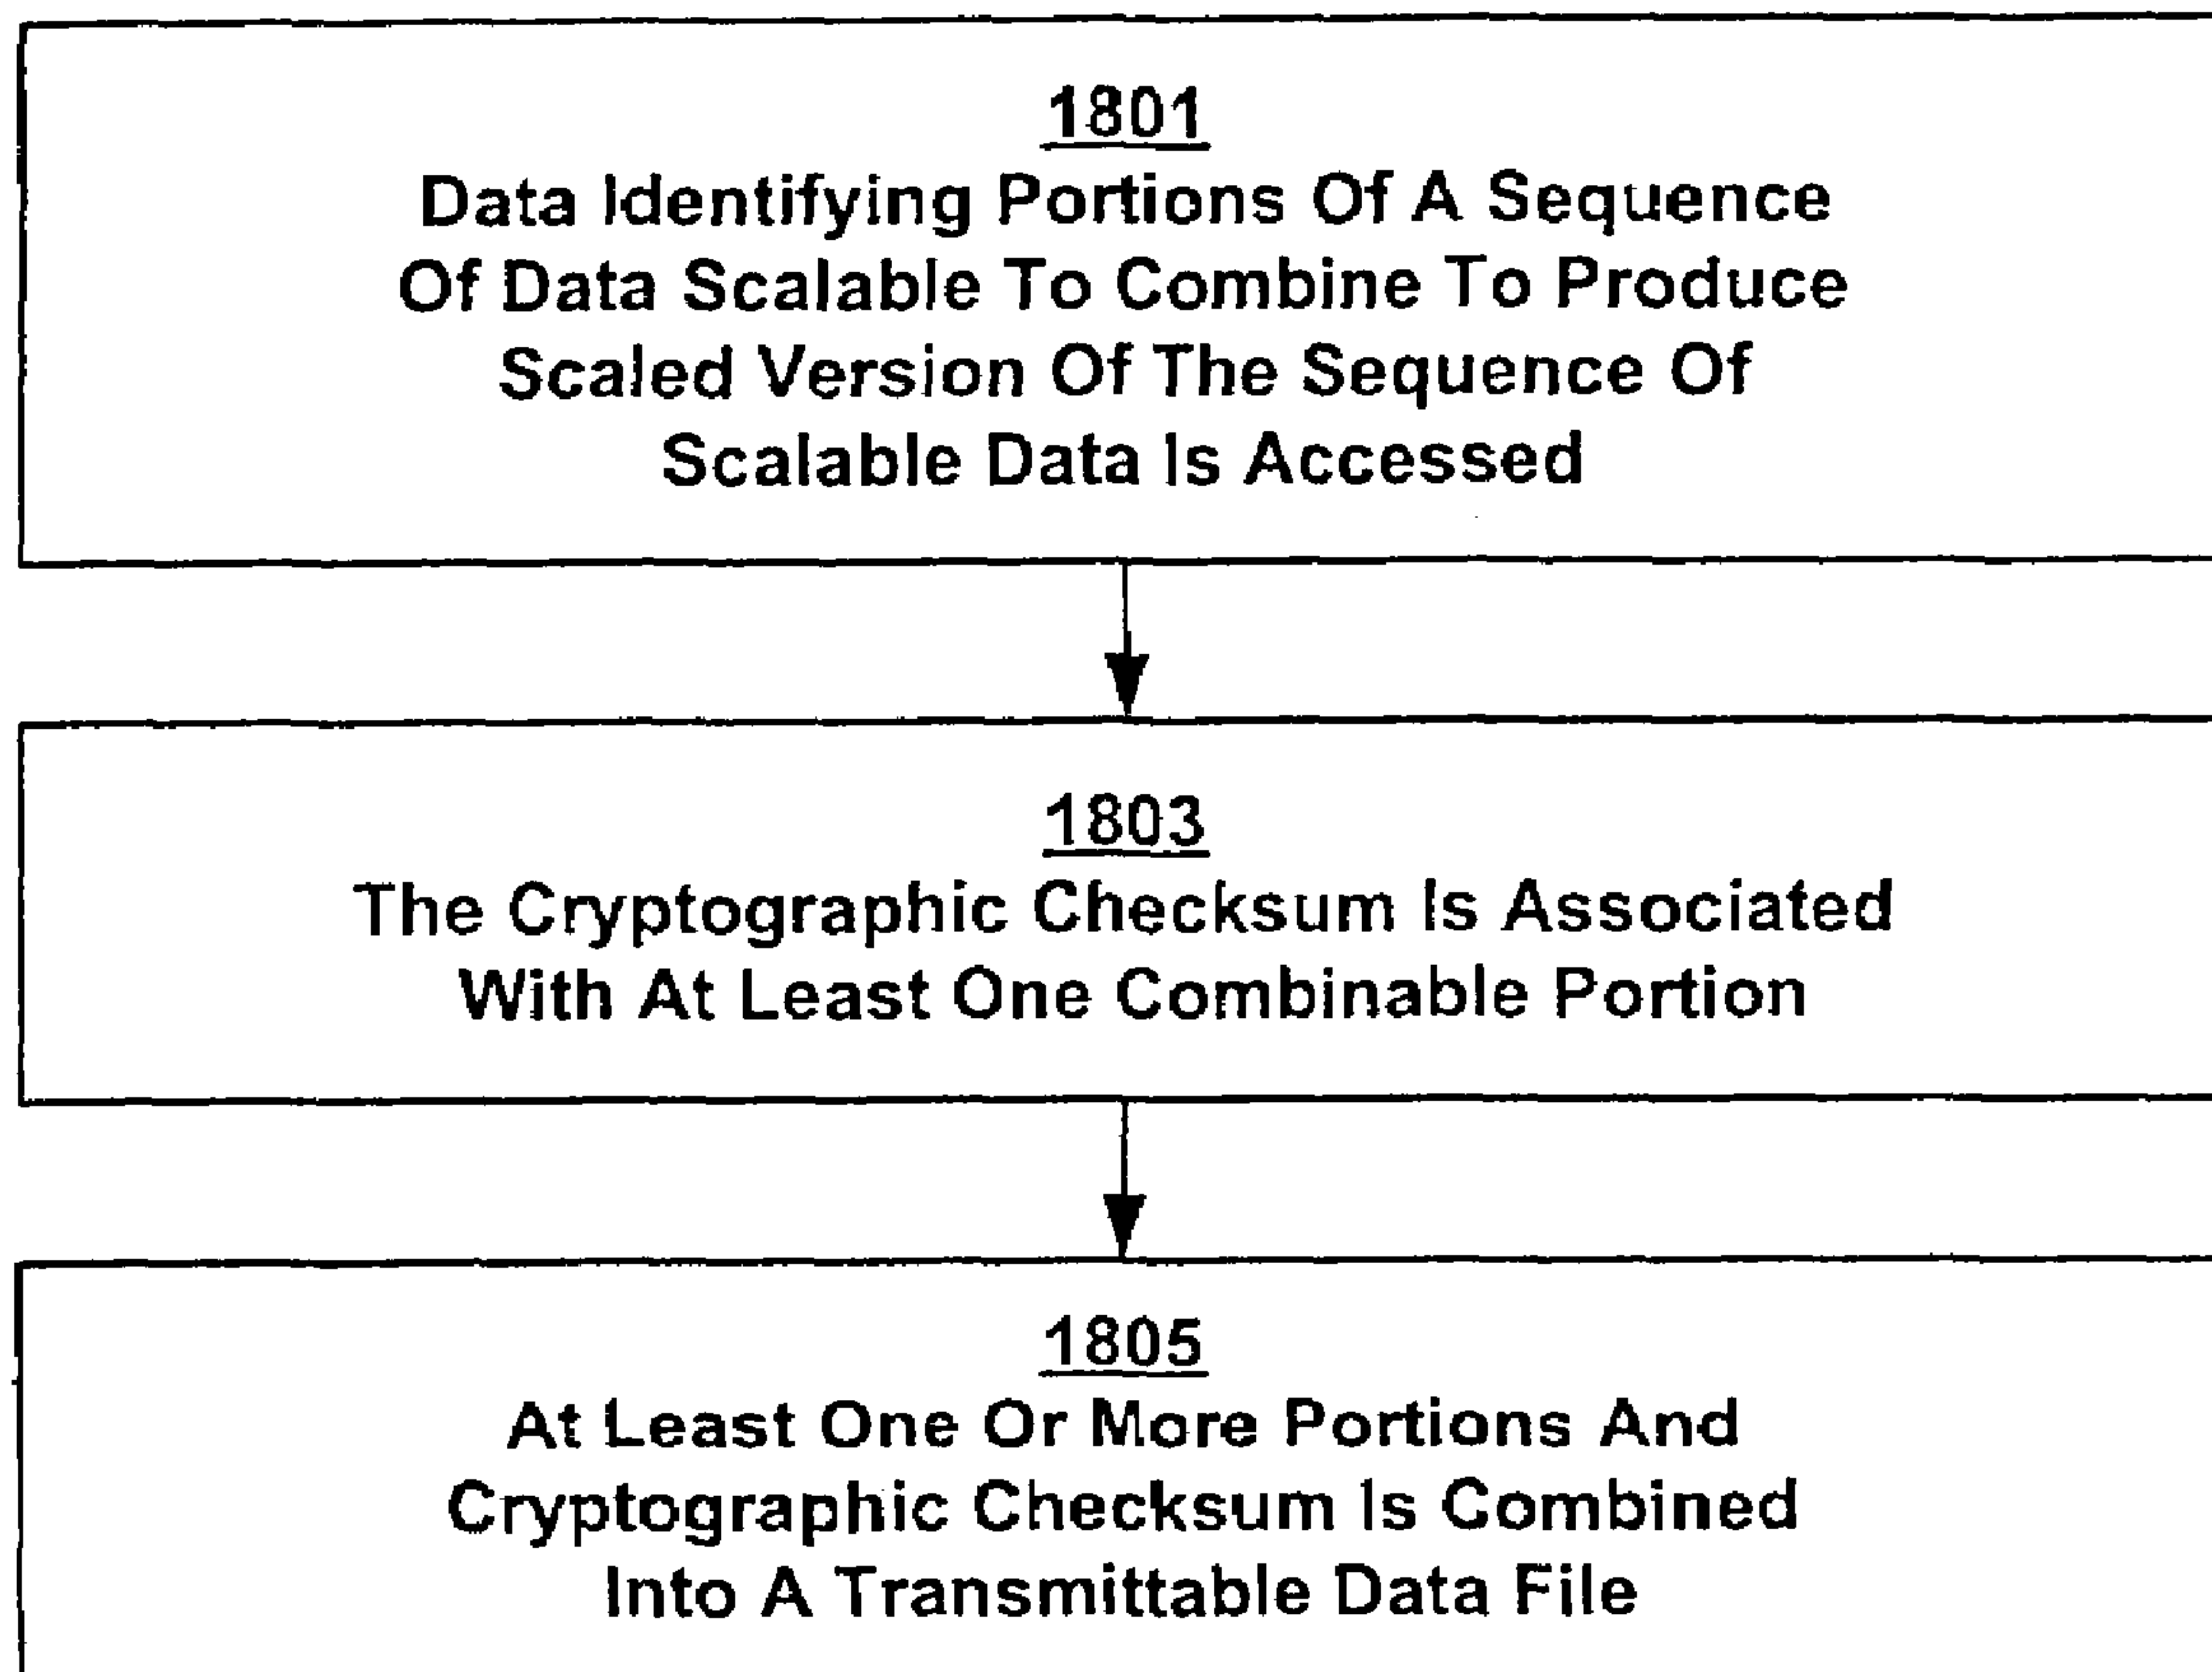 1801
Data Identifying Portions Of A Sequence
Of Data Scalable To Combine To Produce
Scaled Version Of The Sequence Of
Scalable Data Is Accessed
1803
The Cryptographic Checksum Is Associated
With At Least One Combinable Portion
1805
At Least One Or More Portions And
Cryptographic Checksum Is Combined
Into A Transmittable Data File